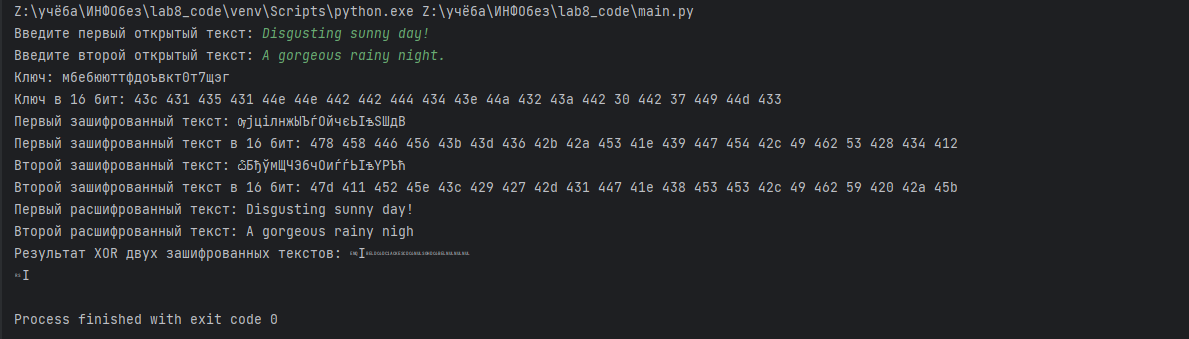 Z:\учёба\ИНФОбез\lab8_code\venv\Scripts\python.exe Z:\учёба\ИНФОбез\lab8_code\main.py
Введите первый открытый текст: Disgusting sunny day!
Введите второй открытый текст: A gorgeous rainy night.
Ключ: мбебююттфдоъвкт0т7щэг
Ключ в 16 бит: 43c 431 435 431 44e 44e 442 442 444 434 43e 44a 432 43a 442 30 442 37 449 44d 433
Первый зашифрованный текст: ѸјцілнжЫЪѓОйчєЬIѢSШдВ
Первый зашифрованный текст в 16 бит: 478 458 446 456 43b 43d 436 42b 42a 453 41e 439 447 454 42c 49 462 53 428 434 412
Второй зашифрованный текст: ѽБђўмЩЧЭбчОиѓѓЬIѢYРЪћ
Второй зашифрованный текст в 16 бит: 47d 411 452 45e 43c 429 427 42d 431 447 41e 438 453 453 42c 49 462 59 420 42a 45b
Первый расшифрованный текст: Disgusting sunny day!
Второй расшифрованный текст: A gorgeous rainy nigh
Результат XOR двух зашифрованных текстов: I
I
Process finished with exit code 0